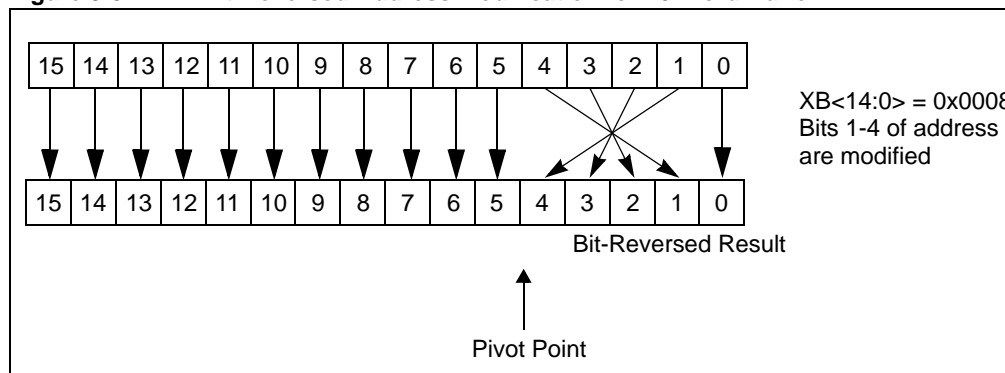 15 14 13 12 11 10 9 8 7 6 5 4 3 2 1 0
XB<14:0> = 0x0008
Bits 1-4 of address
are modified
15 14 13 12 11 10 9 8 7 6 5 4 3 2 1 0
Bit-Reversed Result
Pivot Point